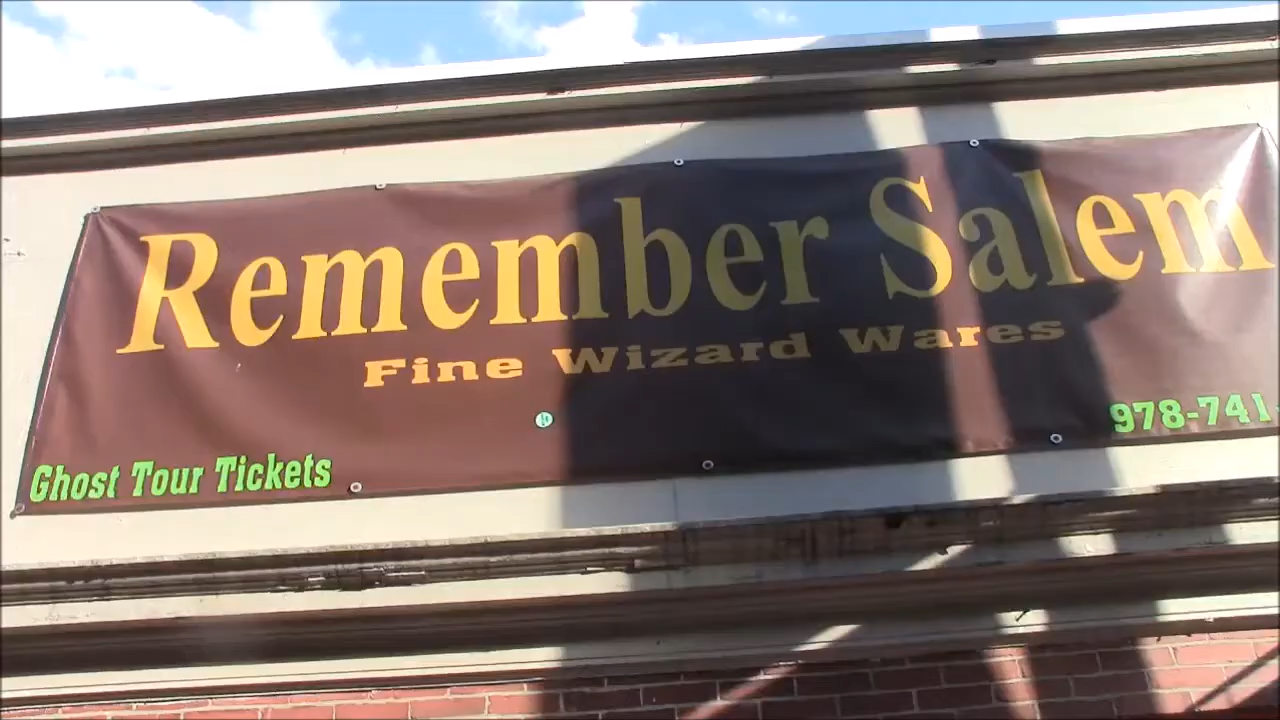 Remember Salem
Fine Wizard Wares
Ghost Tour Tickets
978-741-